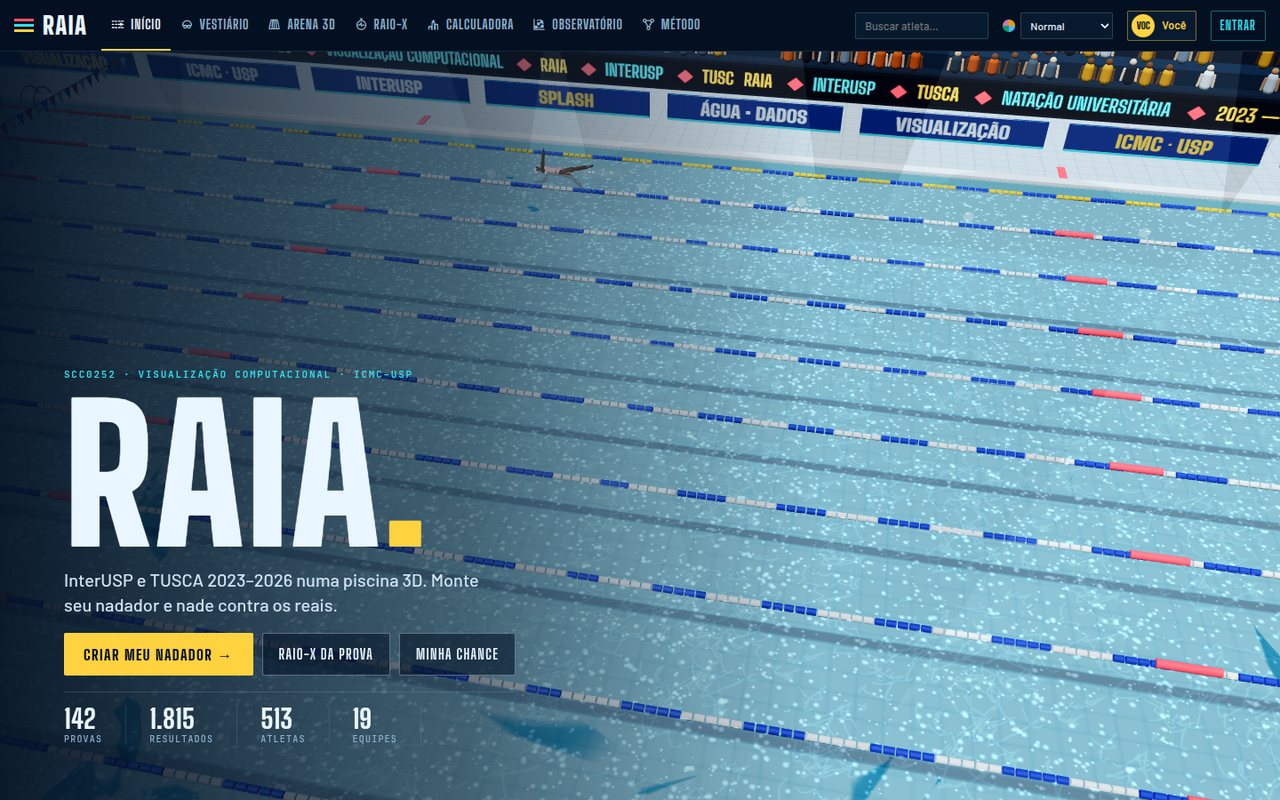 RAIA
INÍCIO
VESTIÁRIO
ARENA 3D
RAIO-X
CALCULADORA
OBSERVATÓRIO
MÉTODO
Buscar atleta...
Normal
VOC
Você
ENTRAR
VISUALIZAÇÃO
VISUALIZAÇÃO COMPUTACIONAL RAIA INTERUSP TUSC RAIA INTERUSP TUSCA NATAÇÃO UNIVERSITÁRIA 2023 —
ICMC · USP
INTERUSP
SPLASH
ÁGUA · DADOS
VISUALIZAÇÃO
ICMC · USP
SCC0252 · VISUALIZAÇÃO COMPUTACIONAL · ICMC-USP
RAIA.
InterUSP e TUSCA 2023–2026 numa piscina 3D. Monte
seu nadador e nade contra os reais.
CRIAR MEU NADADOR →
RAIO-X DA PROVA
MINHA CHANCE
142
PROVAS
1.815
RESULTADOS
513
ATLETAS
19
EQUIPES